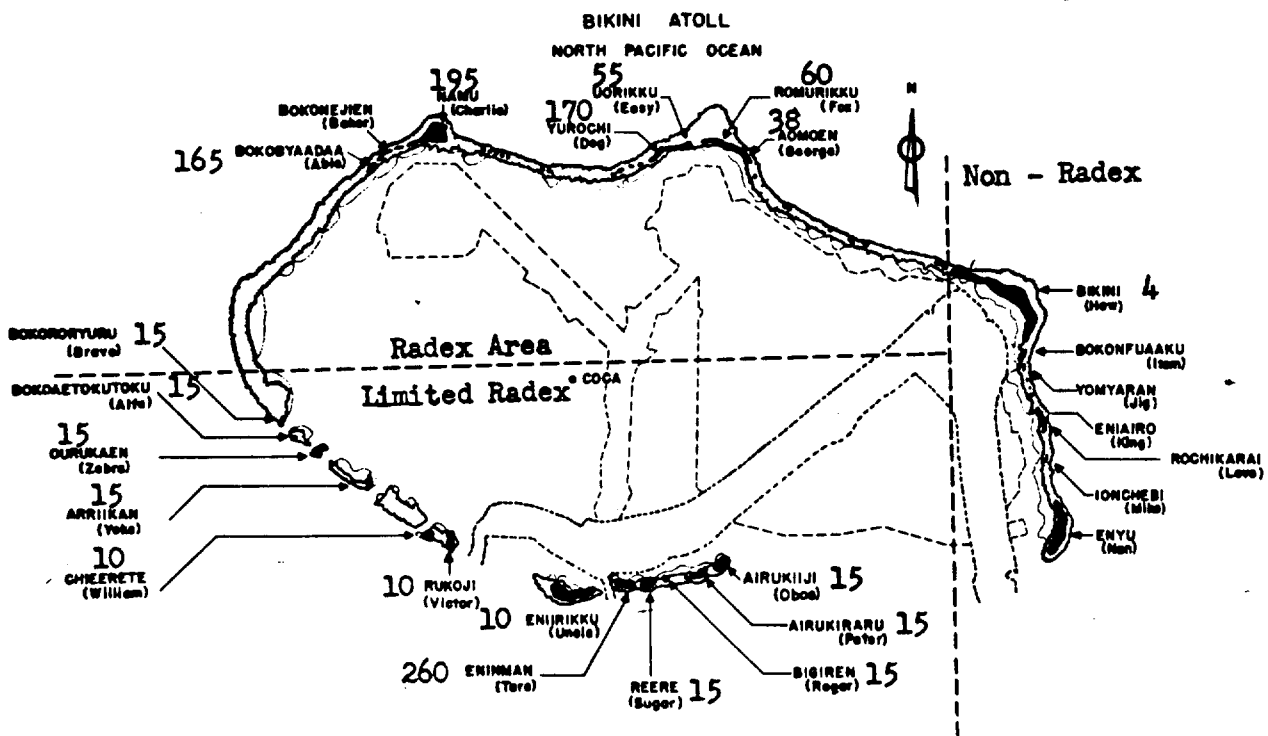 BIKINI ATOLL
NORTH PACIFIC OCEAN
195
NAMU
(Charlie)
BOKONEJIEN
(Baker)
165
BOKOBYAADAA
(Able)
55
UORIKKU
(Easy)
170
YUROCHI
(Dog)
60
ROMURIKKU
(Fox)
38
AOMOEN
(George)
N
Non - Radex
BIKINI
(How)
4
BOKONFUAAKU
(Item)
YOMYARAN
(Jig)
ENIAIRO
(King)
ROCHIKARAI
(Love)
IONCHEBI
(Mike)
ENYU
(Nan)
Radex Area
Limited Radex
COCA
BOKORORYURU
(Bravo)
15
BOKOAETOKUTOKU
(Alfa)
15
15
OURUKAEN
(Zebra)
15
ARRIIKAN
(Yoke)
10
CHIEERETE
(William)
10
RUKOJI
(Victor)
10
ENIIRIKKU
(Uncle)
260
ENINMAN
(Tare)
REERE
(Sugar)
15
BIGIREN
(Roger)
15
AIRUKIRARU
(Peter)
15
AIRUKIIJI
(Oboe)
15